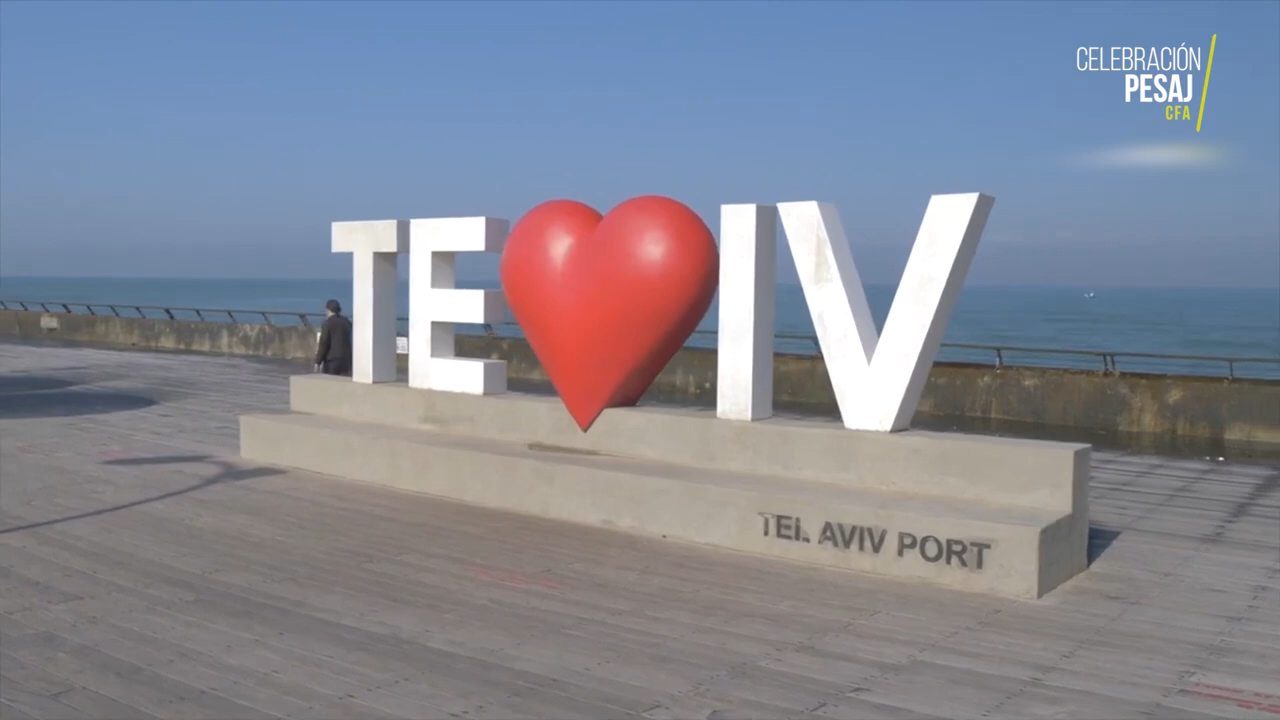 CELEBRACIÓN
PESAJ
CFA
TE IV
TEL AVIV PORT